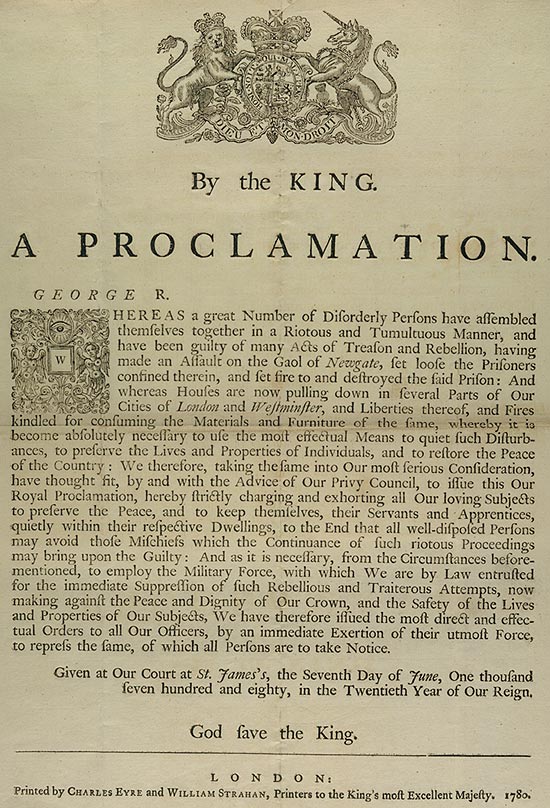 DIEU ET MON DROIT
By the KING.
A PROCLAMATION.
GEORGE R.
WHEREAS a great Number of Diſorderly Perſons have aſſembled
themſelves together in a Riotous and Tumultuous Manner, and
have been guilty of many Acts of Treaſon and Rebellion, having
made an Aſſault on the Gaol of Newgate, ſet looſe the Priſoners
confined therein, and ſet fire to and deſtroyed the ſaid Priſon: And
whereas Houſes are now pulling down in ſeveral Parts of Our
Cities of London and Weſtminſter, and Liberties thereof, and Fires
kindled for conſuming the Materials and Furniture of the ſame, whereby it is
become abſolutely neceſſary to uſe the moſt effectual Means to quiet ſuch Diſturb-
ances, to preſerve the Lives and Properties of Individuals, and to reſtore the Peace
of the Country: We therefore, taking the ſame into Our moſt ſerious Conſideration,
have thought fit, by and with the Advice of Our Privy Council, to iſſue this Our
Royal Proclamation, hereby ſtrictly charging and exhorting all Our loving Subjects
to preſerve the Peace, and to keep themſelves, their Servants and Apprentices,
quietly within their reſpective Dwellings, to the End that all well-diſpoſed Perſons
may avoid thoſe Miſchiefs which the Continuance of ſuch riotous Proceedings
may bring upon the Guilty: And as it is neceſſary, from the Circumſtances before-
mentioned, to employ the Military Force, with which We are by Law entruſted
for the immediate Suppreſſion of ſuch Rebellious and Traiterous Attempts, now
making againſt the Peace and Dignity of Our Crown, and the Safety of the Lives
and Properties of Our Subjects, We have therefore iſſued the moſt direct and effec-
tual Orders to all Our Officers, by an immediate Exertion of their utmoſt Force,
to repreſs the ſame, of which all Perſons are to take Notice.
Given at Our Court at St. James's, the Seventh Day of June, One thouſand
ſeven hundred and eighty, in the Twentieth Year of Our Reign.
God ſave the King.
LONDON:
Printed by CHARLES EYRE and WILLIAM STRAHAN, Printers to the King's moſt Excellent Majeſty. 1780.